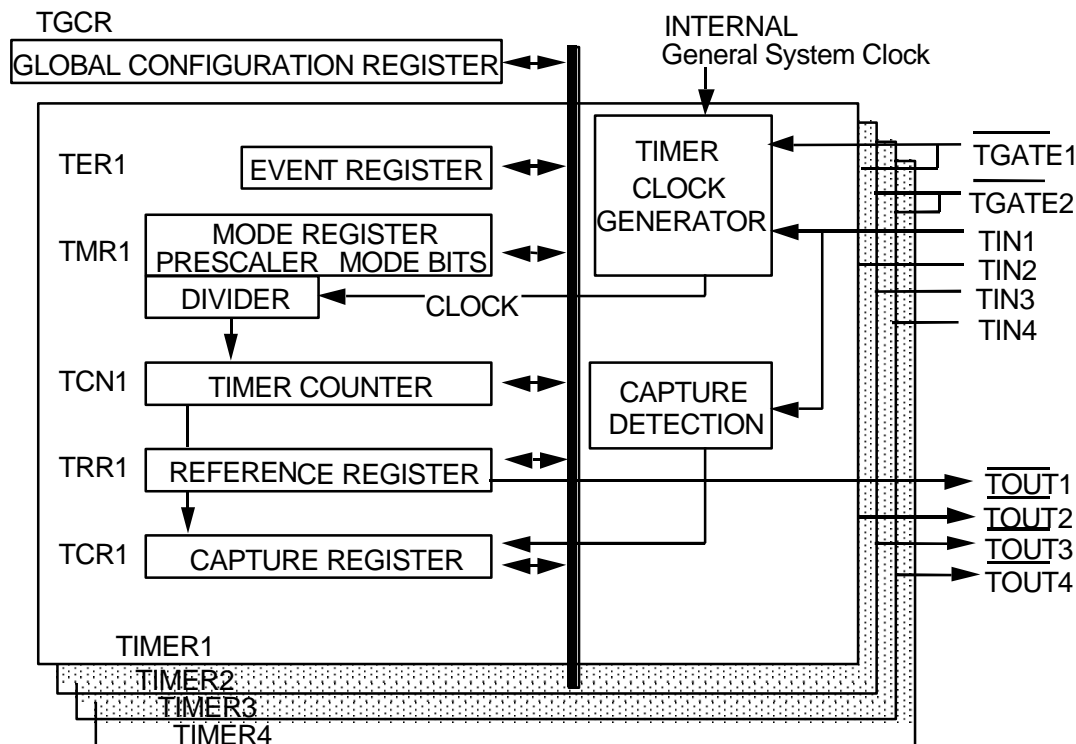 TGCR
GLOBAL CONFIGURATION REGISTER
INTERNAL
General System Clock
TER1
EVENT REGISTER
TMR1
MODE REGISTER
PRESCALER MODE BITS
DIVIDER
CLOCK
TIMER
CLOCK
GENERATOR
TCN1
TIMER COUNTER
CAPTURE
DETECTION
TRR1
REFERENCE REGISTER
TCR1
CAPTURE REGISTER
TGATE1
TGATE2
TIN1
TIN2
TIN3
TIN4
TOUT1
TOUT2
TOUT3
TOUT4
TIMER1
TIMER2
TIMER3
TIMER4